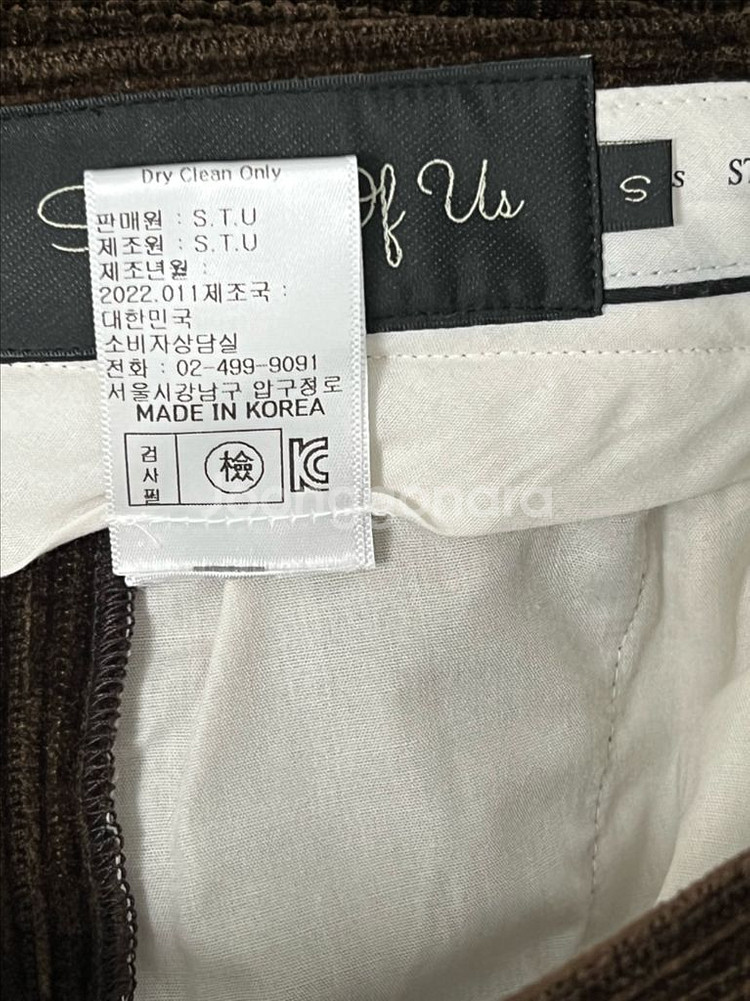 Dry Clean Only
판매원 : S.T.U
제조원 : S.T.U
제조년월 :
2022.011제조국 :
대한민국
소비자상담실
전화 : 02-499-9091
서울시강남구 압구정로
MADE IN KOREA
검사필
檢
Of Us
S